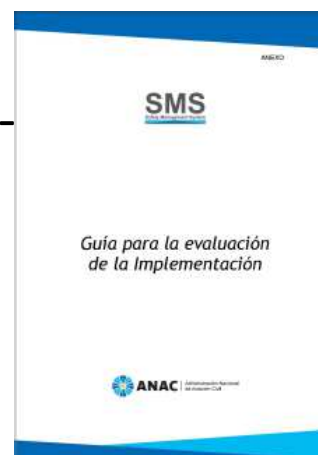 ANEXO
SMS
Safety Management System
Guía para la evaluación
de la Implementación
ANAC
Administración Nacional
de Aviación Civil